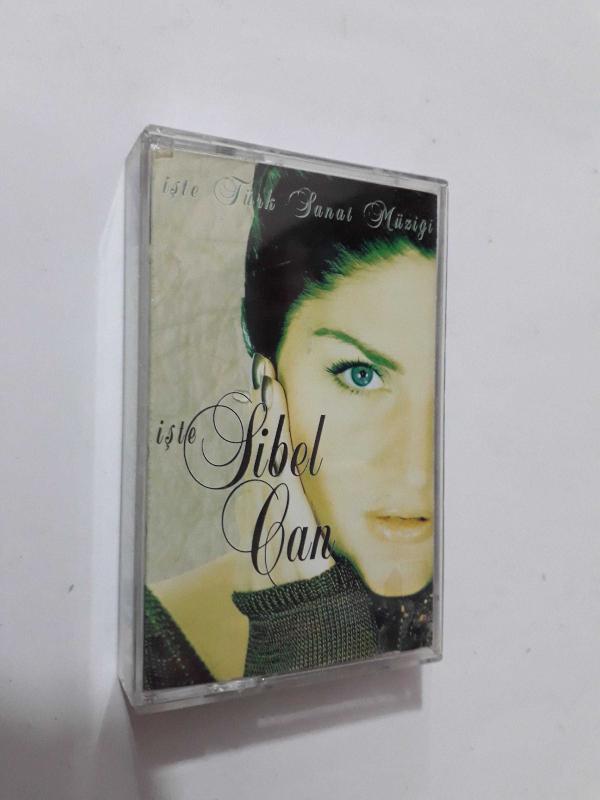 işte Türk Sanat Müziği
işte Sibel
Can